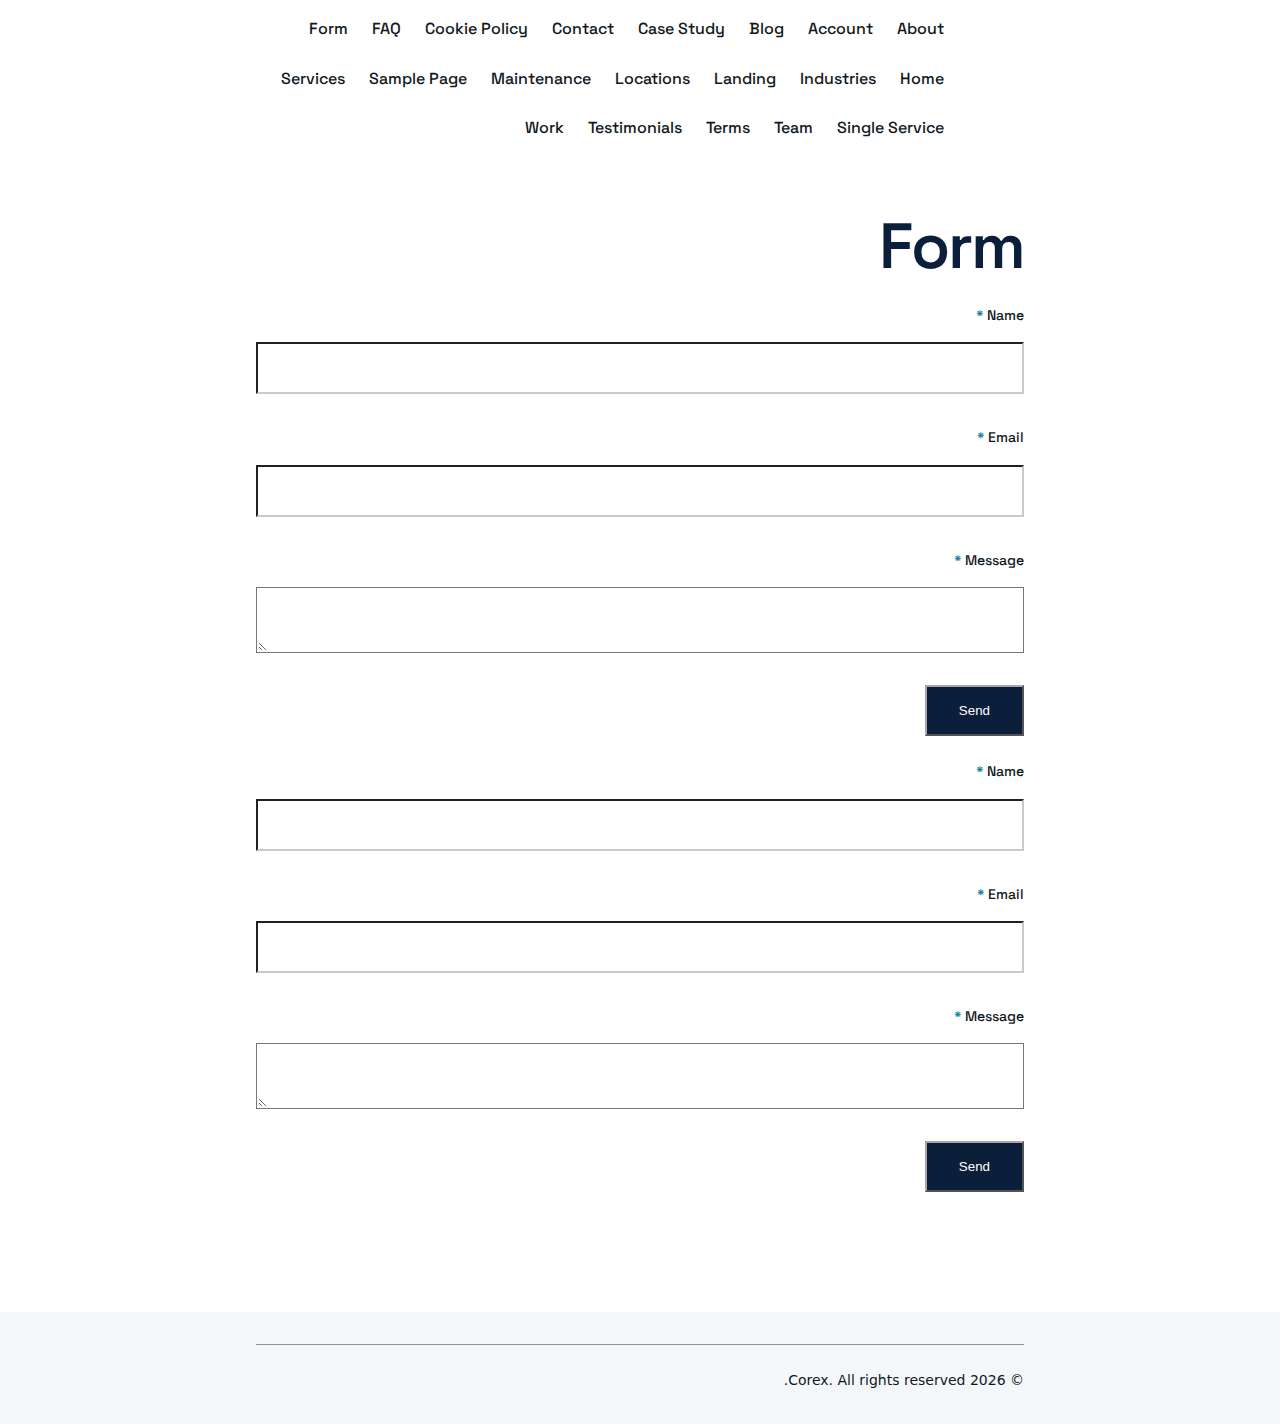 Form FAQ Cookie Policy Contact Case Study Blog Account About
Services Sample Page Maintenance Locations Landing Industries Home
Work Testimonials Terms Team Single Service
Form
* Name
* Email
* Message
Send
* Name
* Email
* Message
Send
.Corex. All rights reserved 2026 ©